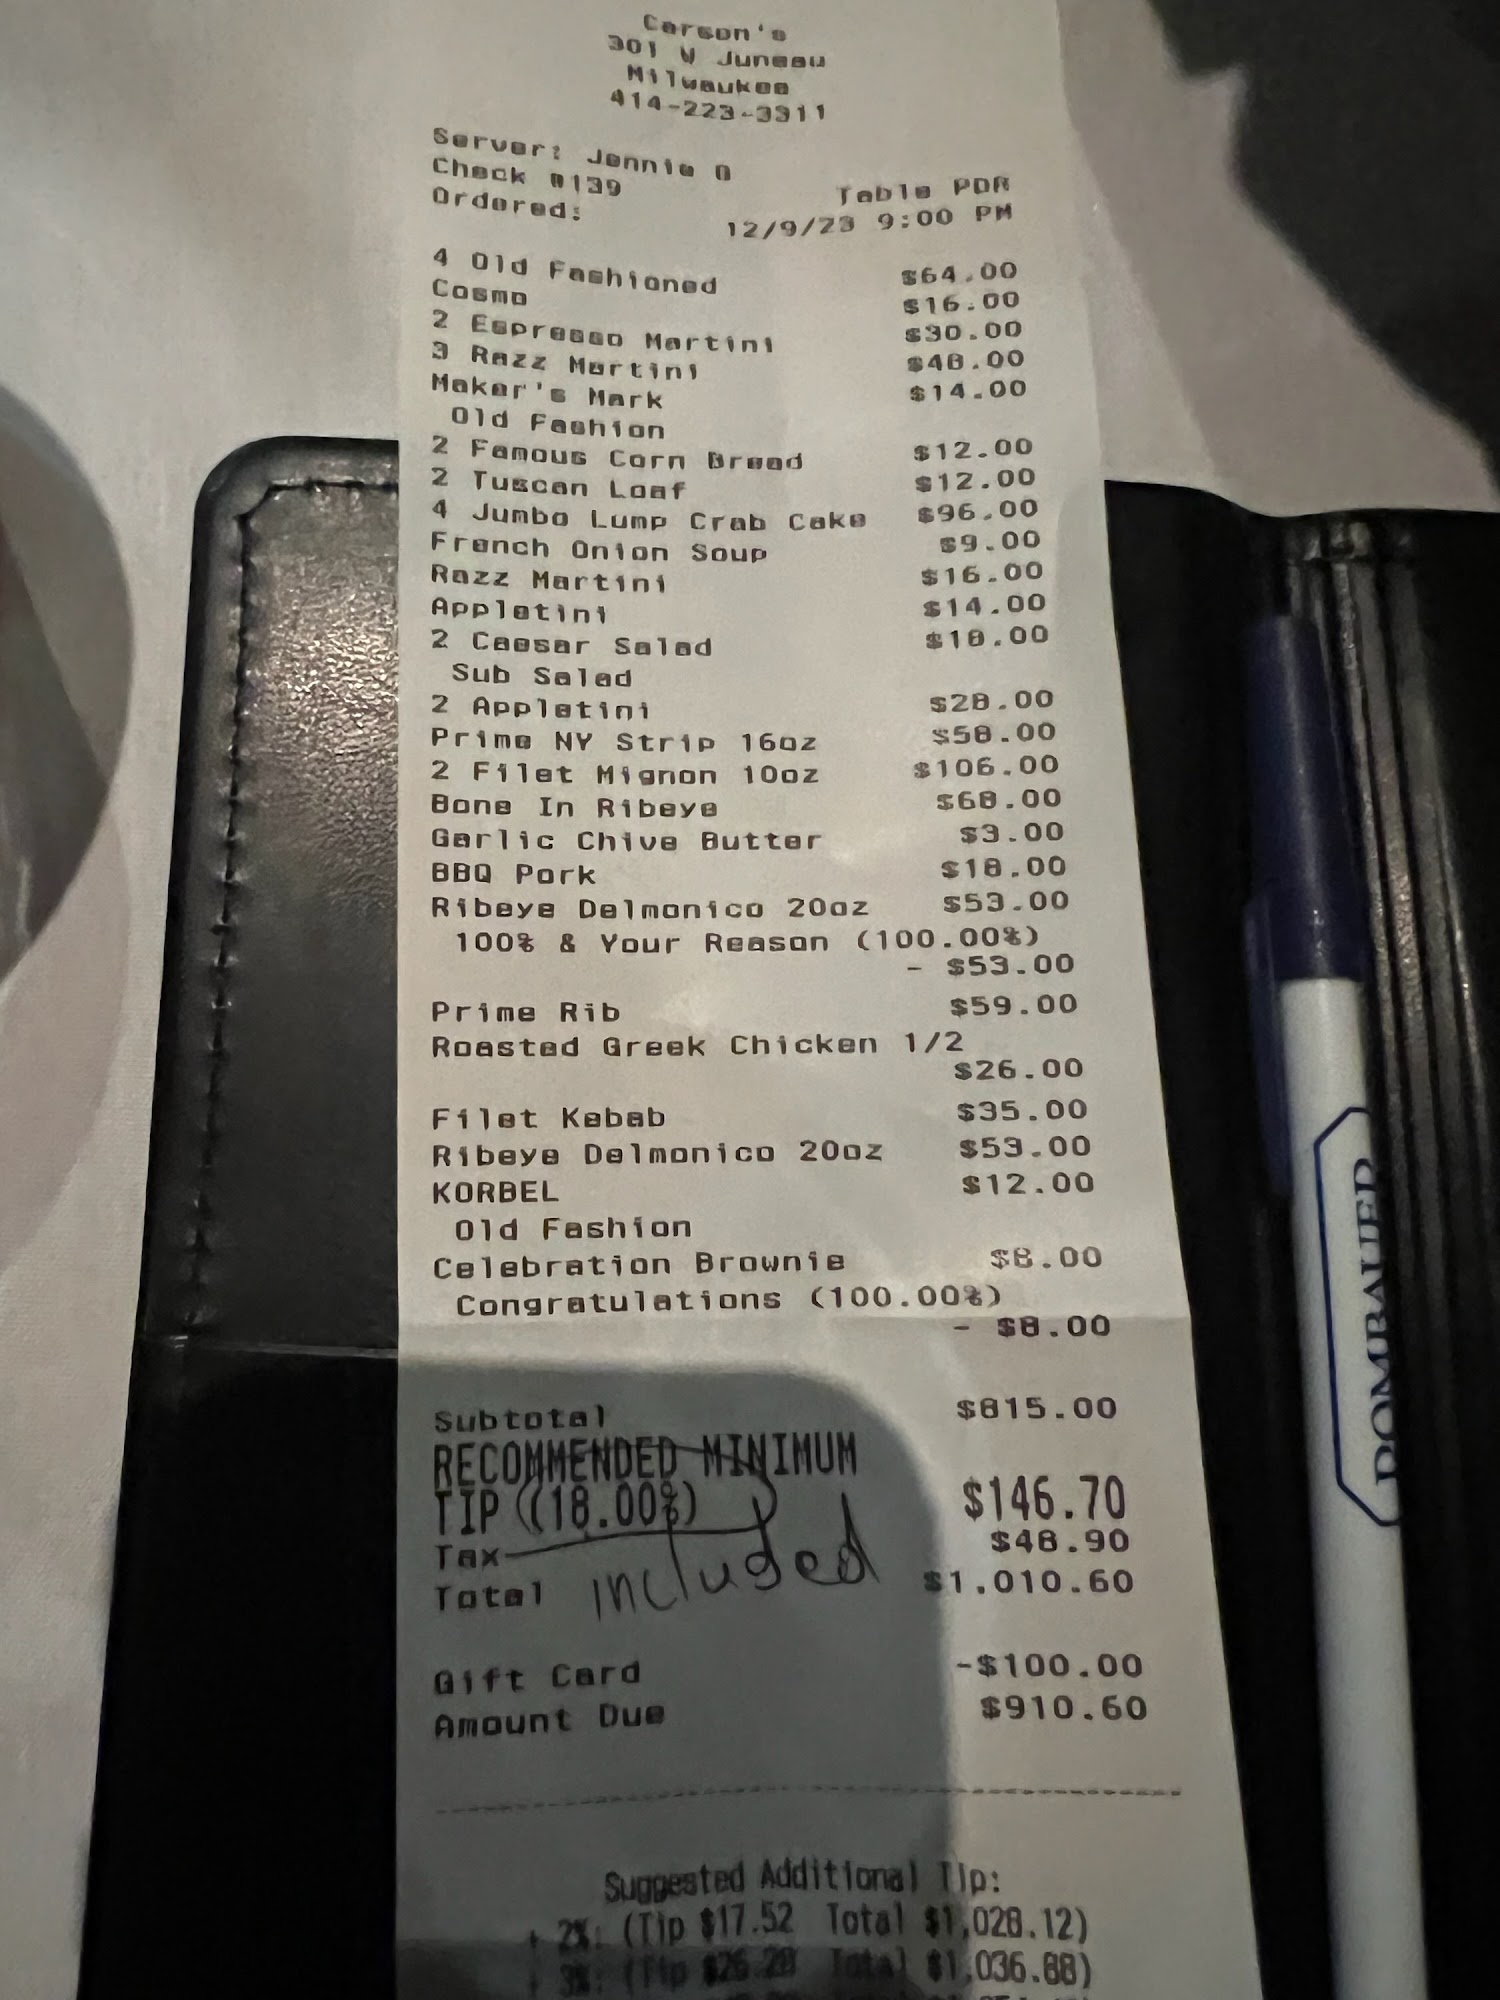 Carson's
301 W Juneau
Milwaukee
414-223-3311
Server: Jennie O
Check #139 Table PDR
Ordered: 12/9/23 9:00 PM
4 Old Fashioned $64.00
Cosmo $16.00
2 Espresso Martini $30.00
3 Razz Martini $48.00
Maker's Mark $14.00
Old Fashion
2 Famous Corn Bread $12.00
2 Tuscan Loaf $12.00
4 Jumbo Lump Crab Cake $96.00
French Onion Soup $9.00
Razz Martini $16.00
Appletini $14.00
2 Caesar Salad $18.00
Sub Salad
2 Appletini $28.00
Prime NY Strip 16oz $58.00
2 Filet Mignon 10oz $106.00
Bone In Ribeye $68.00
Garlic Chive Butter $3.00
BBQ Pork $18.00
Ribeye Delmonico 20oz $53.00
100% & Your Reason (100.00%)
- $53.00
Prime Rib $59.00
Roasted Greek Chicken 1/2
$26.00
Filet Kebab $35.00
Ribeye Delmonico 20oz $53.00
KORBEL $12.00
Old Fashion
Celebration Brownie $8.00
Congratulations (100.00%)
- $8.00
Subtotal $815.00
RECOMMENDED MINIMUM
TIP (18.00%) $146.70
Tax $48.90
Total included $1,010.60
Gift Card -$100.00
Amount Due $910.60
Suggested Additional Tip:
+ 2%: (Tip $17.52 Total $1,028.12)
+ 3%: (Tip $26.28 Total $1,036.88)
ROMBAUER